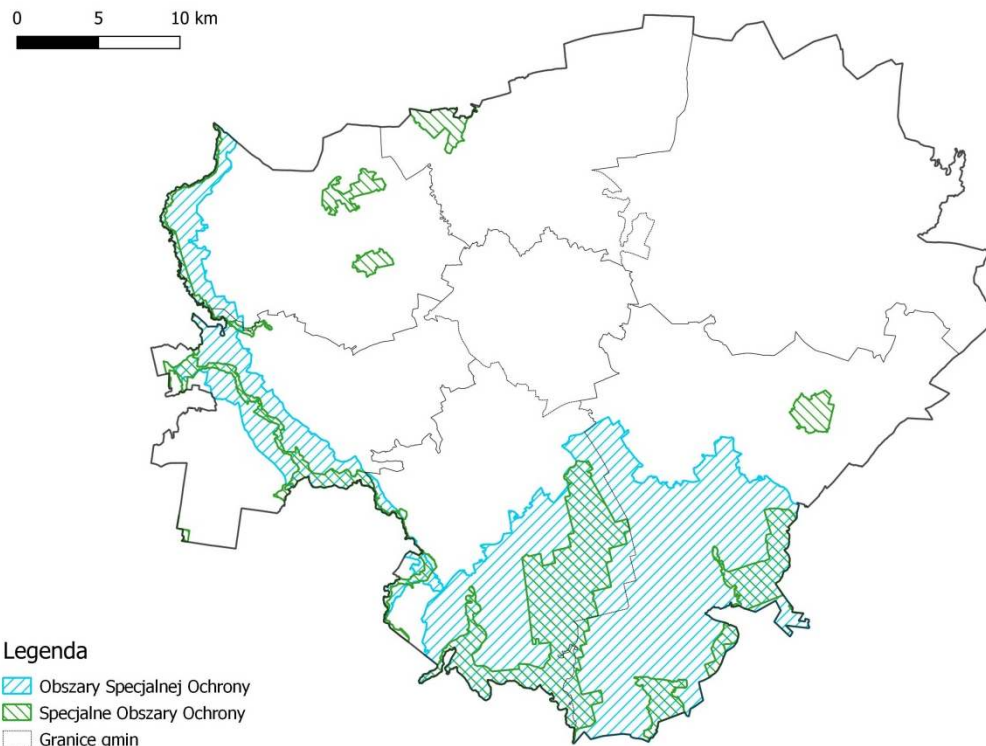 0 5 10 km
Legenda
Obszary Specjalnej Ochrony
Specjalne Obszary Ochrony
Granice gmin